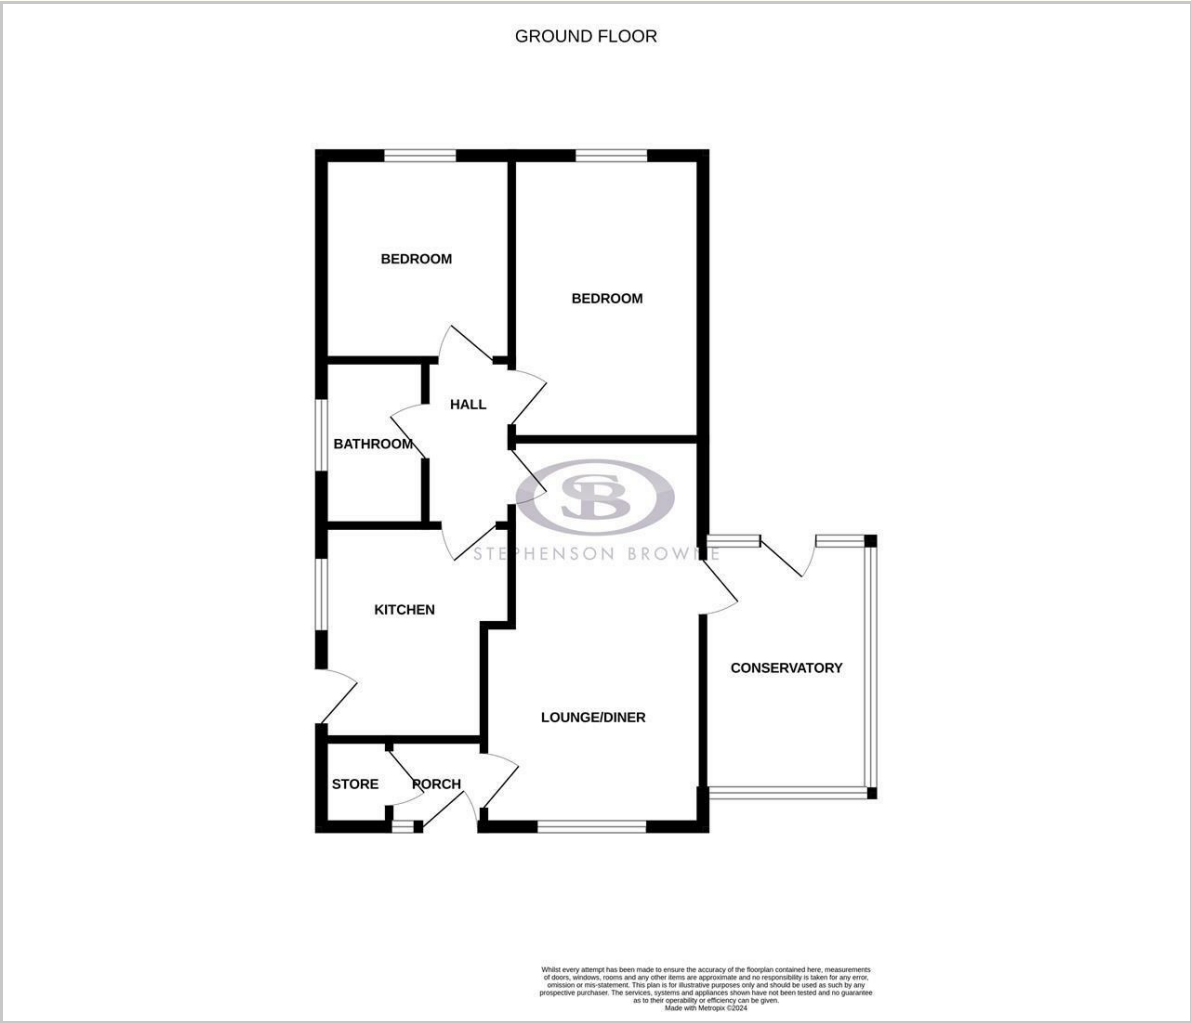 GROUND FLOOR
BEDROOM
BEDROOM
HALL
BATHROOM
SB
STEPHENSON BROWNE
KITCHEN
CONSERVATORY
LOUNGE/DINER
STORE
PORCH
Whilst every attempt has been made to ensure the accuracy of the floorplan contained here, measurements
of doors, windows, rooms and any other items are approximate and no responsibility is taken for any error,
omission or mis-statement. This plan is for illustrative purposes only and should be used as such by any
prospective purchaser. The services, systems and appliances shown have not been tested and no guarantee
as to their operability or efficiency can be given.
Made with Metropix ©2024